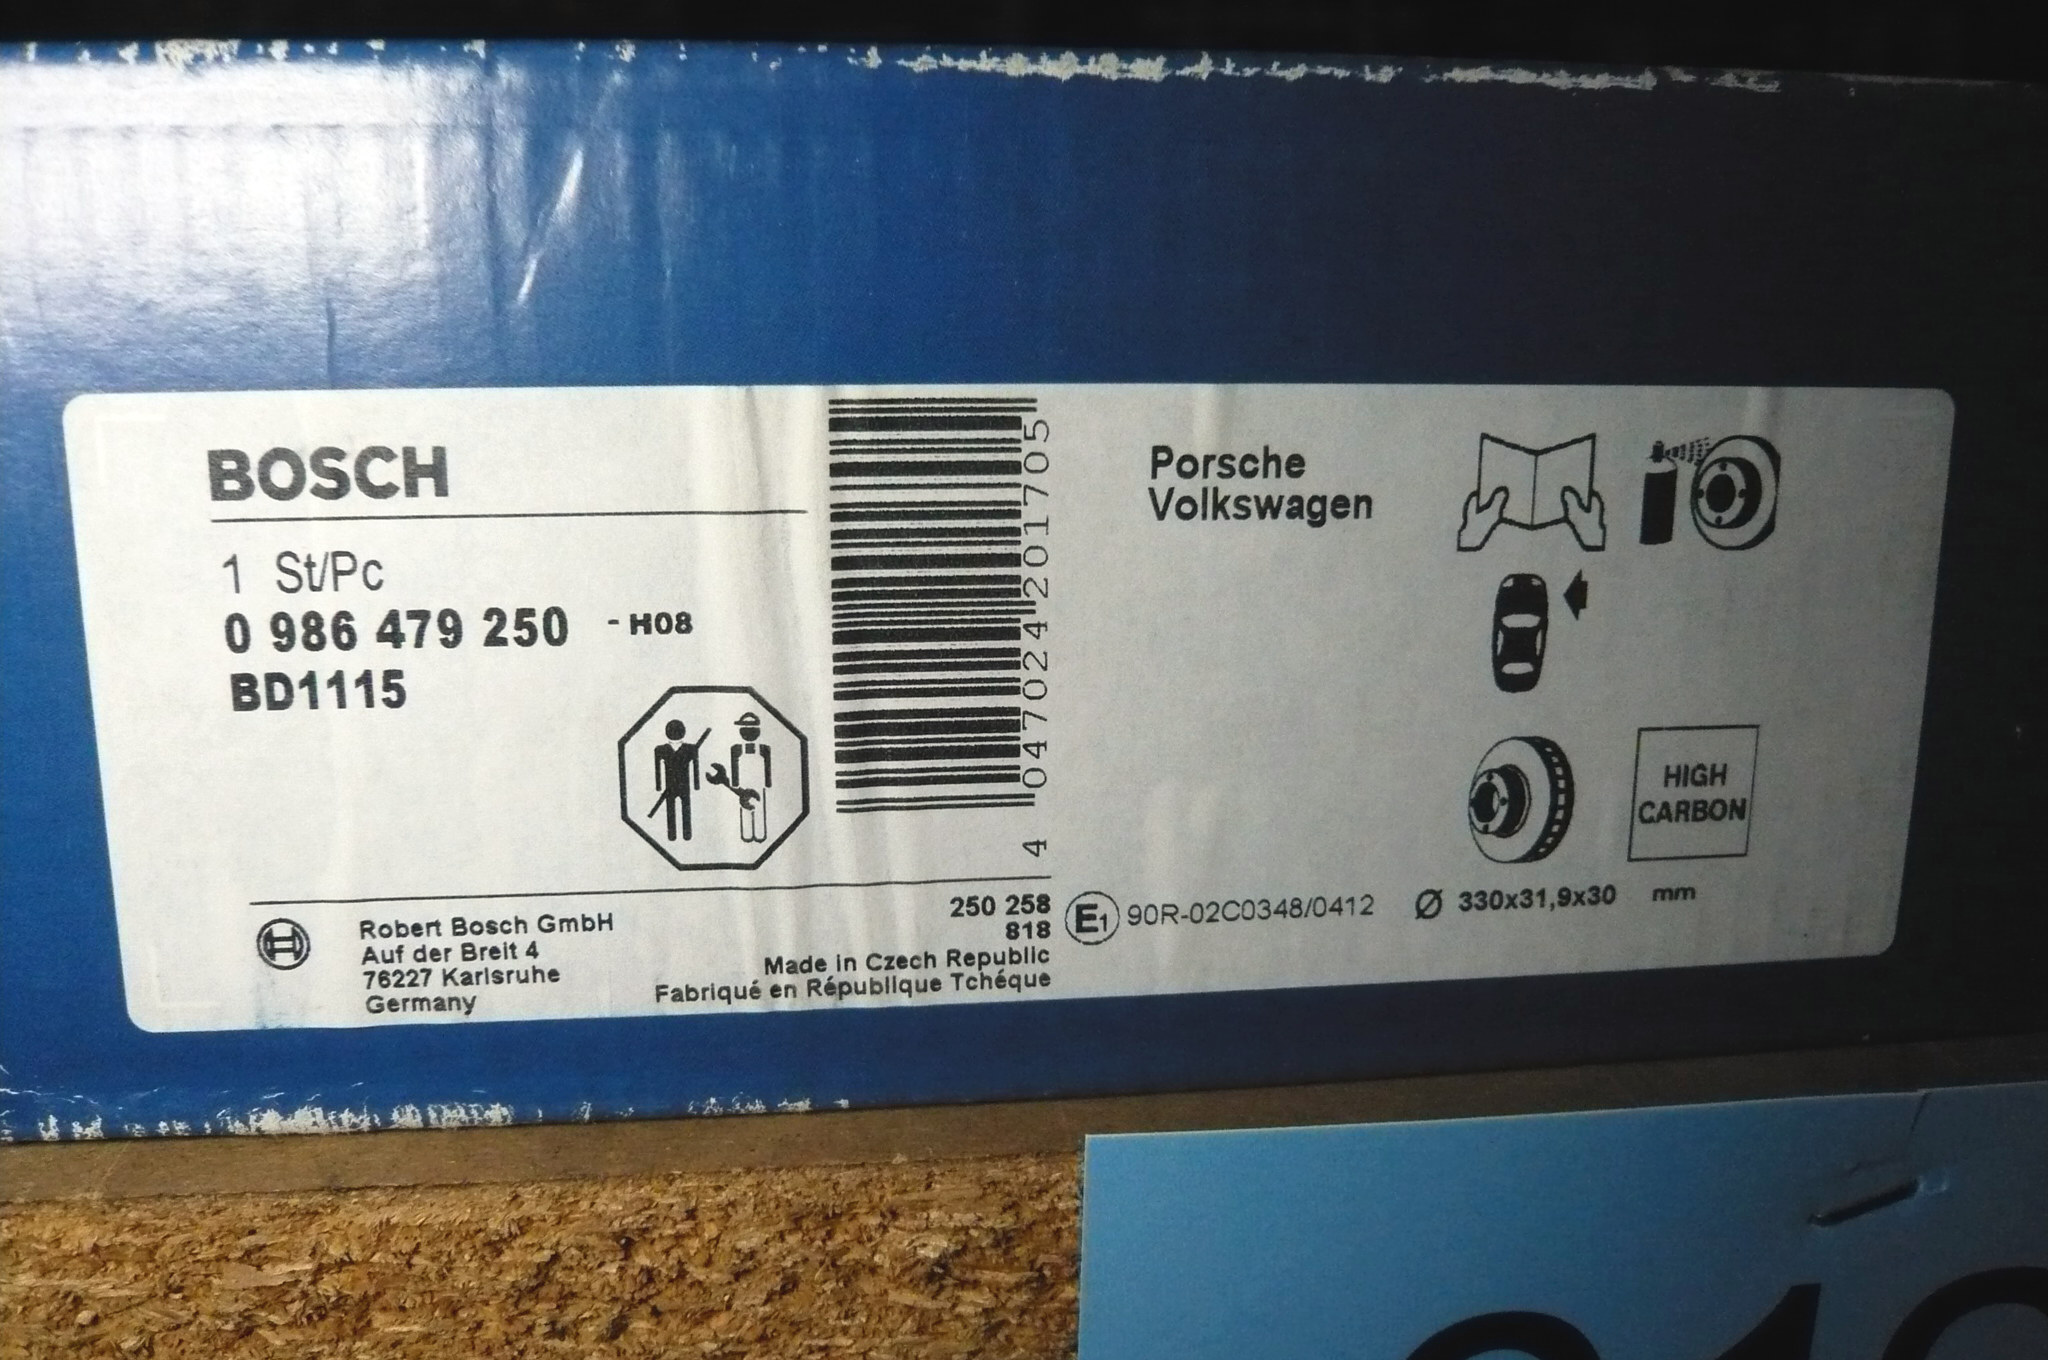 BOSCH
1 St/Pc
0 986 479 250 - H08
BD1115
4 047024 201705
Porsche
Volkswagen
HIGH
CARBON
Robert Bosch GmbH
Auf der Breit 4
76227 Karlsruhe
Germany
250 258
818
Made in Czech Republic
Fabriqué en République Tchéque
E1 90R-02C0348/0412 Ø 330x31,9x30 mm